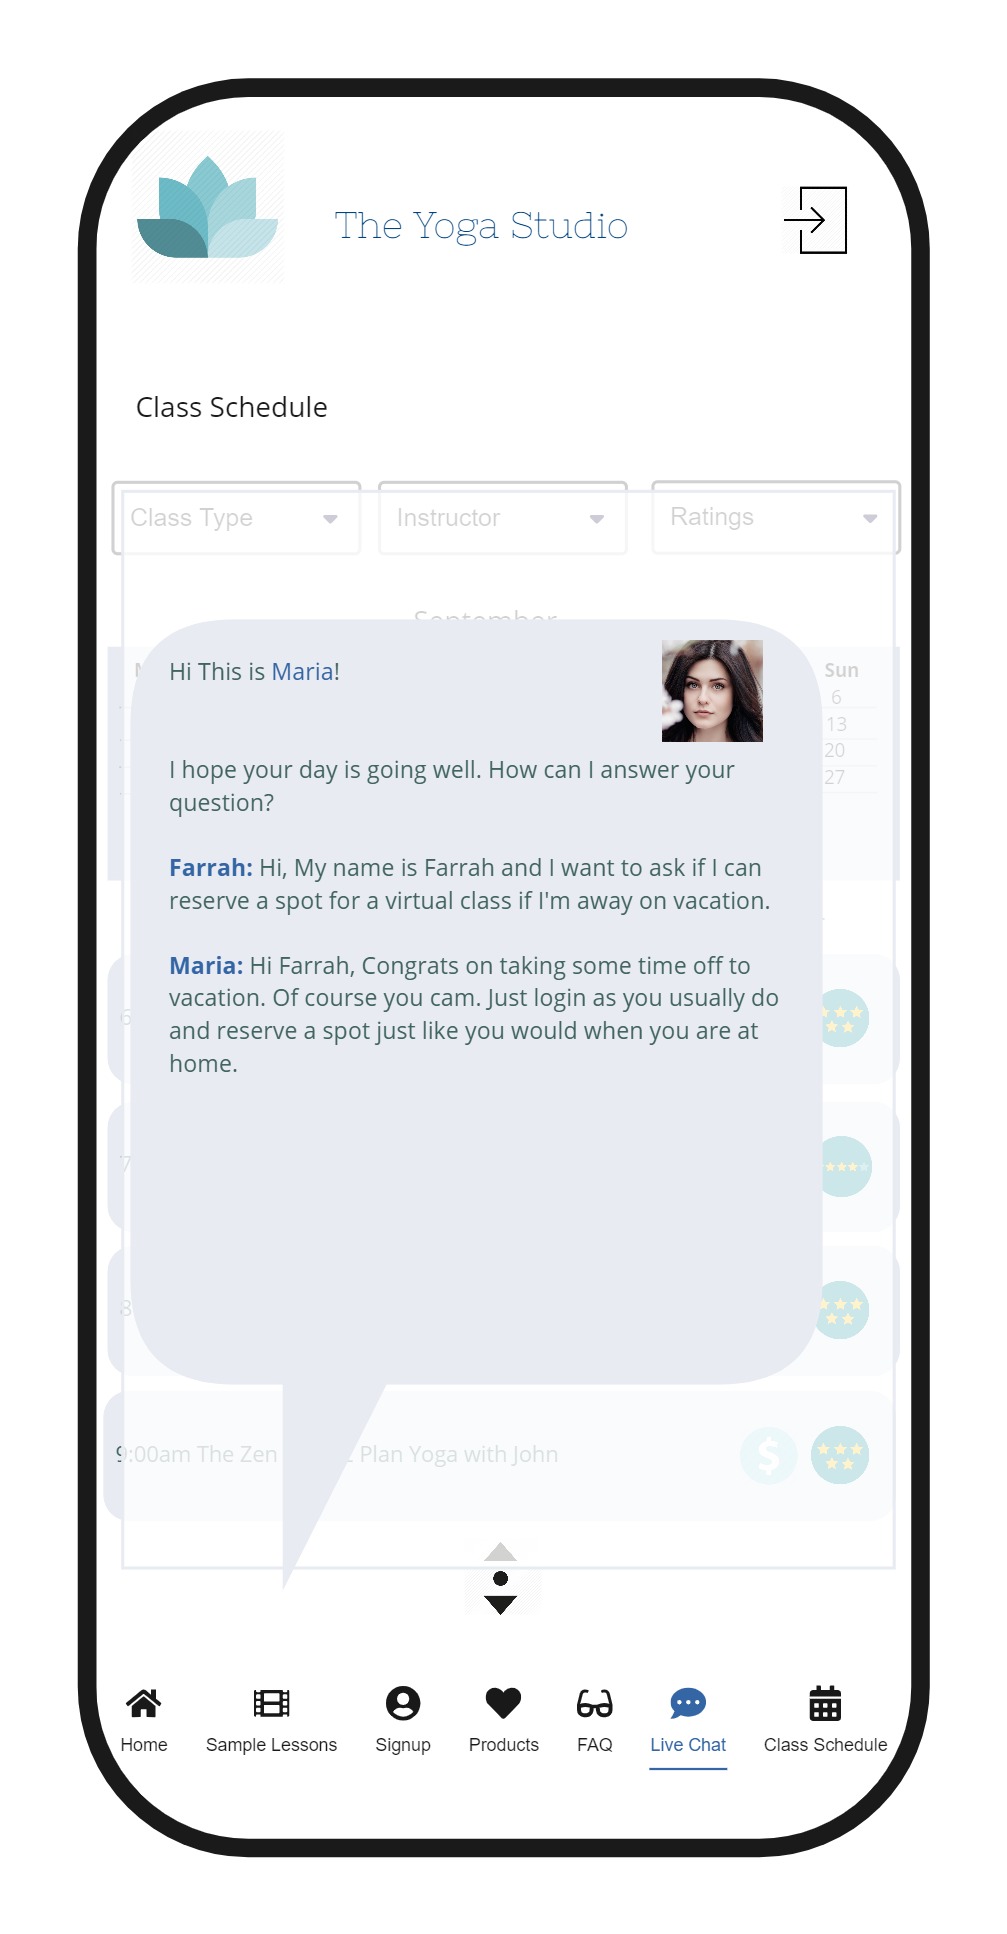 The Yoga Studio
Class Schedule
Class Type
Instructor
Ratings
September
Hi This is Maria!
Sun
6
13
20
27
I hope your day is going well. How can I answer your
question?
Farrah: Hi, My name is Farrah and I want to ask if I can
reserve a spot for a virtual class if I'm away on vacation.
Maria: Hi Farrah, Congrats on taking some time off to
vacation. Of course you cam. Just login as you usually do
and reserve a spot just like you would when you are at
home.
6
7
8
9:00am The Zen Plan Yoga with John
$
Home
Sample Lessons
Signup
Products
FAQ
Live Chat
Class Schedule